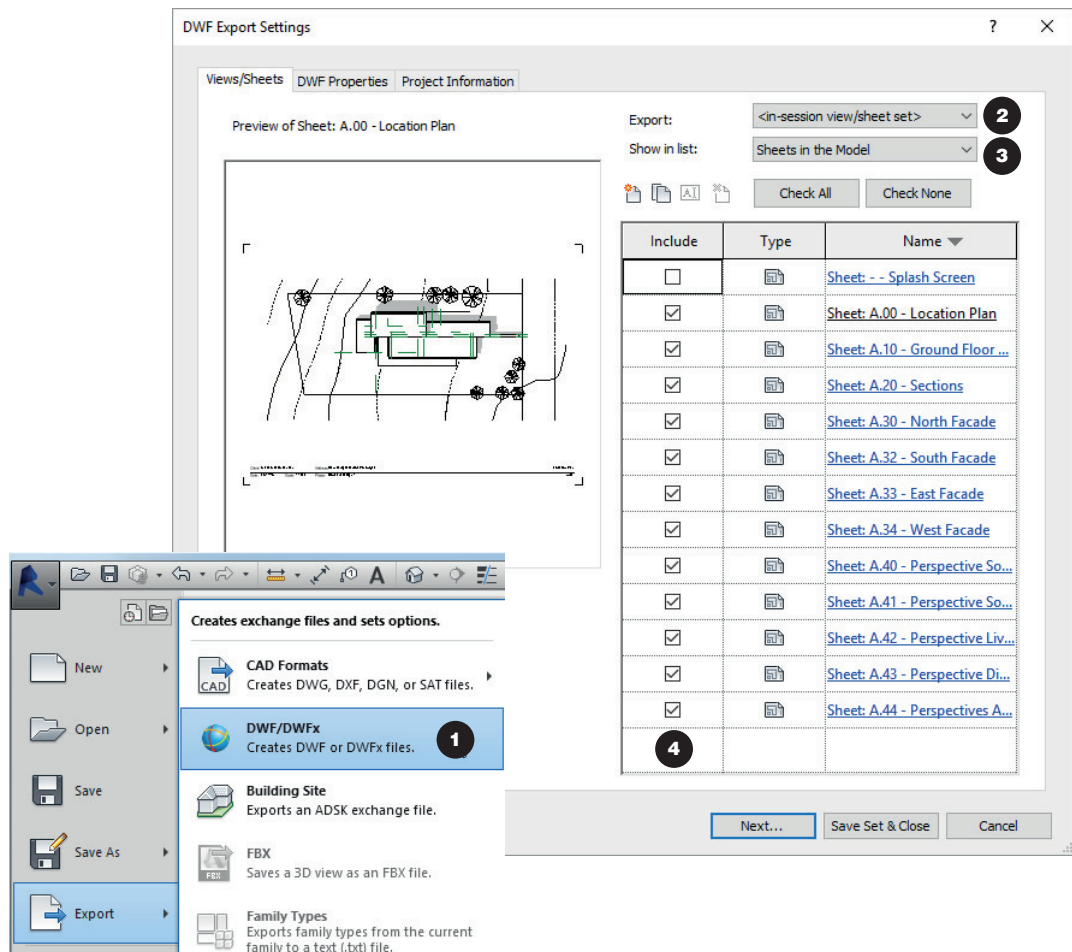 DWF Export Settings
?
Views/Sheets DWF Properties Project Information
Preview of Sheet: A.00 - Location Plan
Export: <in-session view/sheet set> 2
Show in list: Sheets in the Model 3
Check All Check None
Include Type Name
Sheet: - - Splash Screen
Sheet: A.00 - Location Plan
Sheet: A.10 - Ground Floor ...
Sheet: A.20 - Sections
Sheet: A.30 - North Facade
Sheet: A.32 - South Facade
Sheet: A.33 - East Facade
Sheet: A.34 - West Facade
Sheet: A.40 - Perspective So...
Sheet: A.41 - Perspective So...
Sheet: A.42 - Perspective Liv...
Sheet: A.43 - Perspective Di...
Sheet: A.44 - Perspectives A...
4
Next... Save Set & Close Cancel
A
Creates exchange files and sets options.
New
Open
Save
Save As
Export
CAD
CAD Formats
Creates DWG, DXF, DGN, or SAT files.
DWF/DWFx
Creates DWF or DWFx files.
1
Building Site
Exports an ADSK exchange file.
FBX
FBX
Saves a 3D view as an FBX file.
Family Types
Exports family types from the current
family to a text (.txt) file.